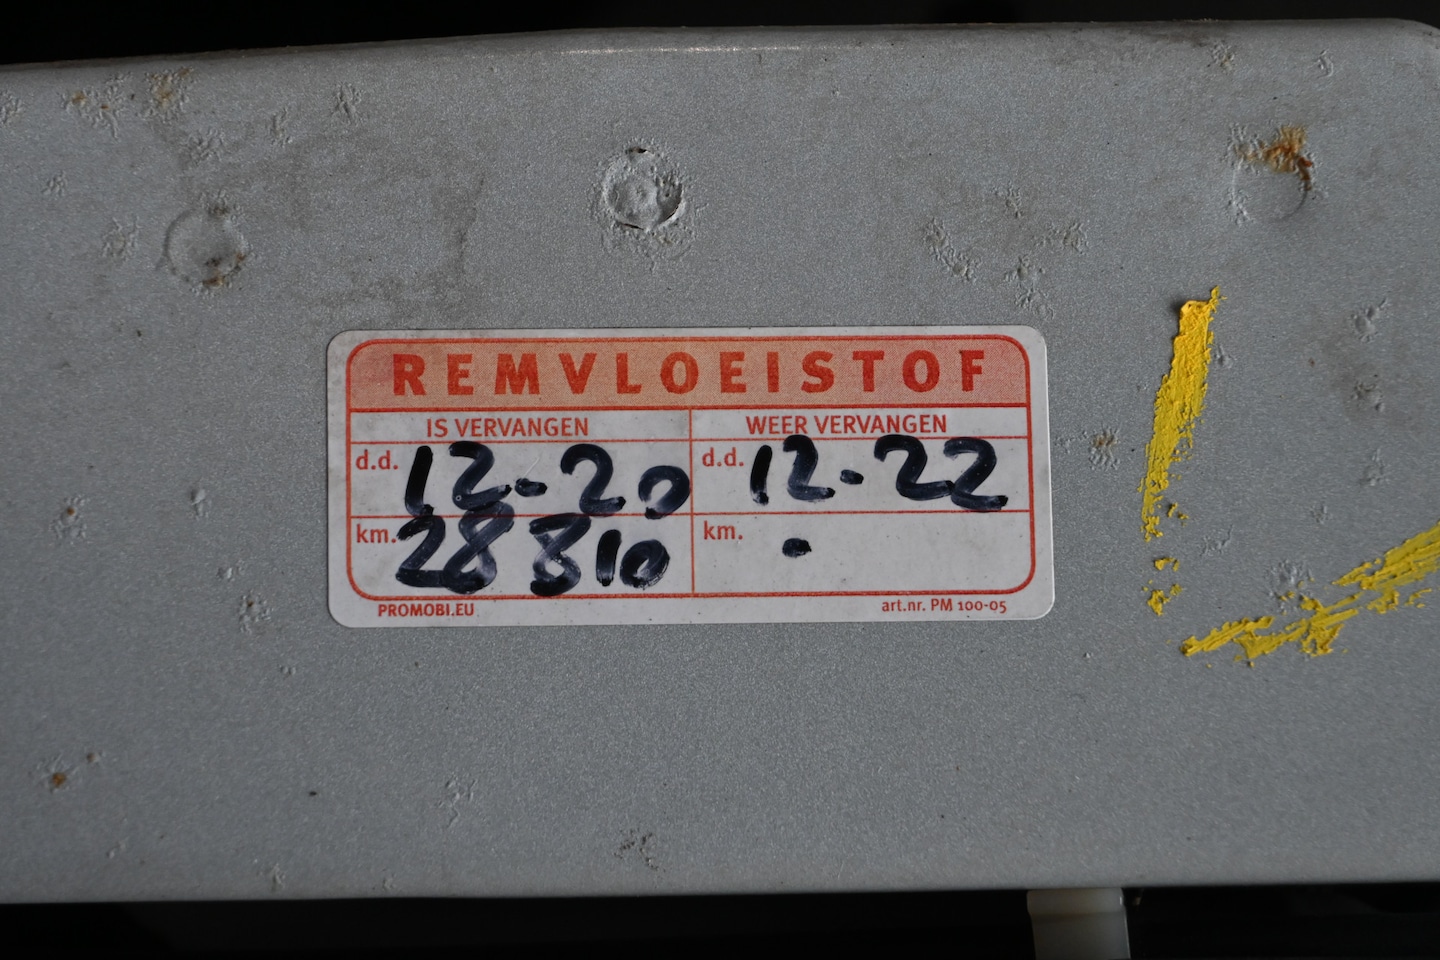 REMVLOEISTOF
IS VERVANGEN WEER VERVANGEN
d.d. 12-20 d.d. 12-22
km. 28810 km.
PROMOBI.EU art.nr. PM 100-05